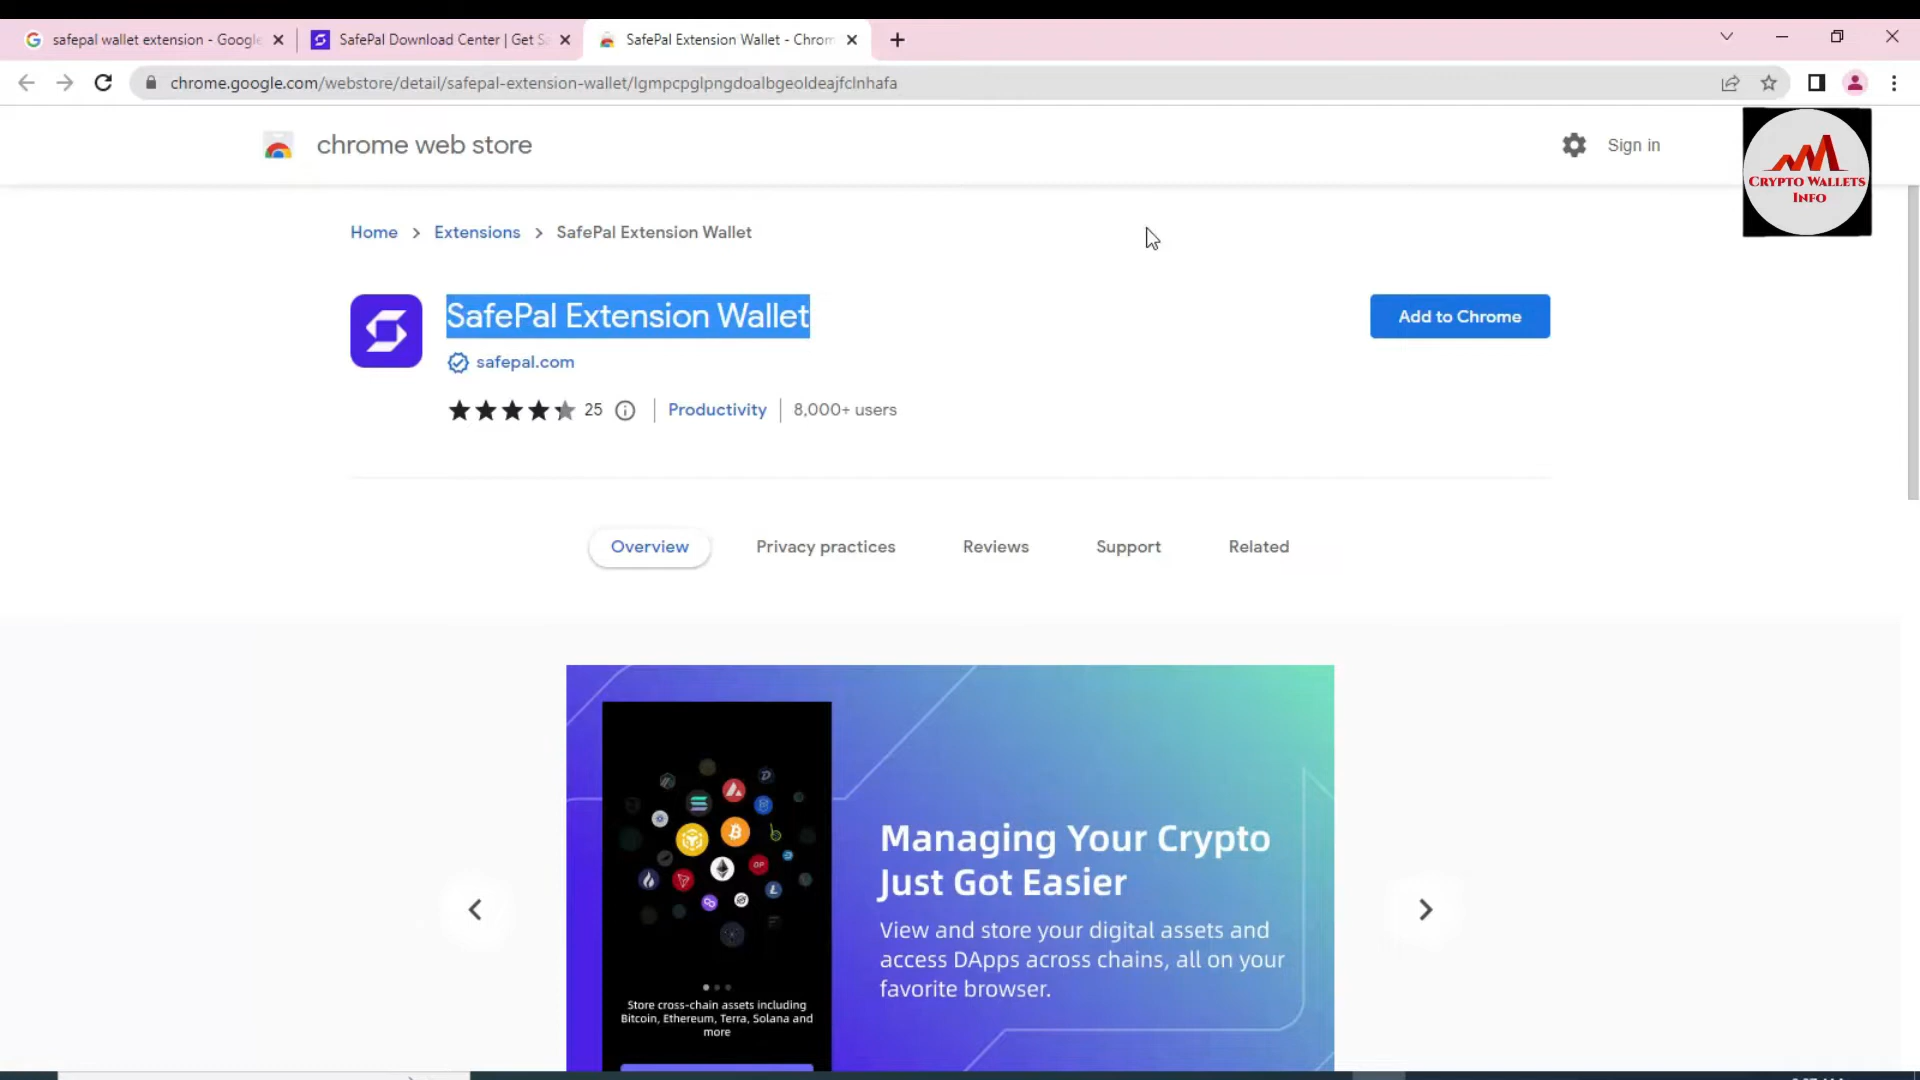 safepal wallet extension - Google
SafePal Download Center | Get Sa
SafePal Extension Wallet - Chrom
chrome.google.com/webstore/detail/safepal-extension-wallet/lgmpcpglpngdoalbgeoldeajfclnhafa
chrome web store
Sign in
CRYPTO WALLETS
INFO
Home > Extensions > SafePal Extension Wallet
SafePal Extension Wallet
Add to Chrome
safepal.com
25
Productivity
8,000+ users
Overview
Privacy practices
Reviews
Support
Related
Managing Your Crypto
Just Got Easier
View and store your digital assets and
access DApps across chains, all on your
favorite browser.
Store cross-chain assets including
Bitcoin, Ethereum, Terra, Solana and
more